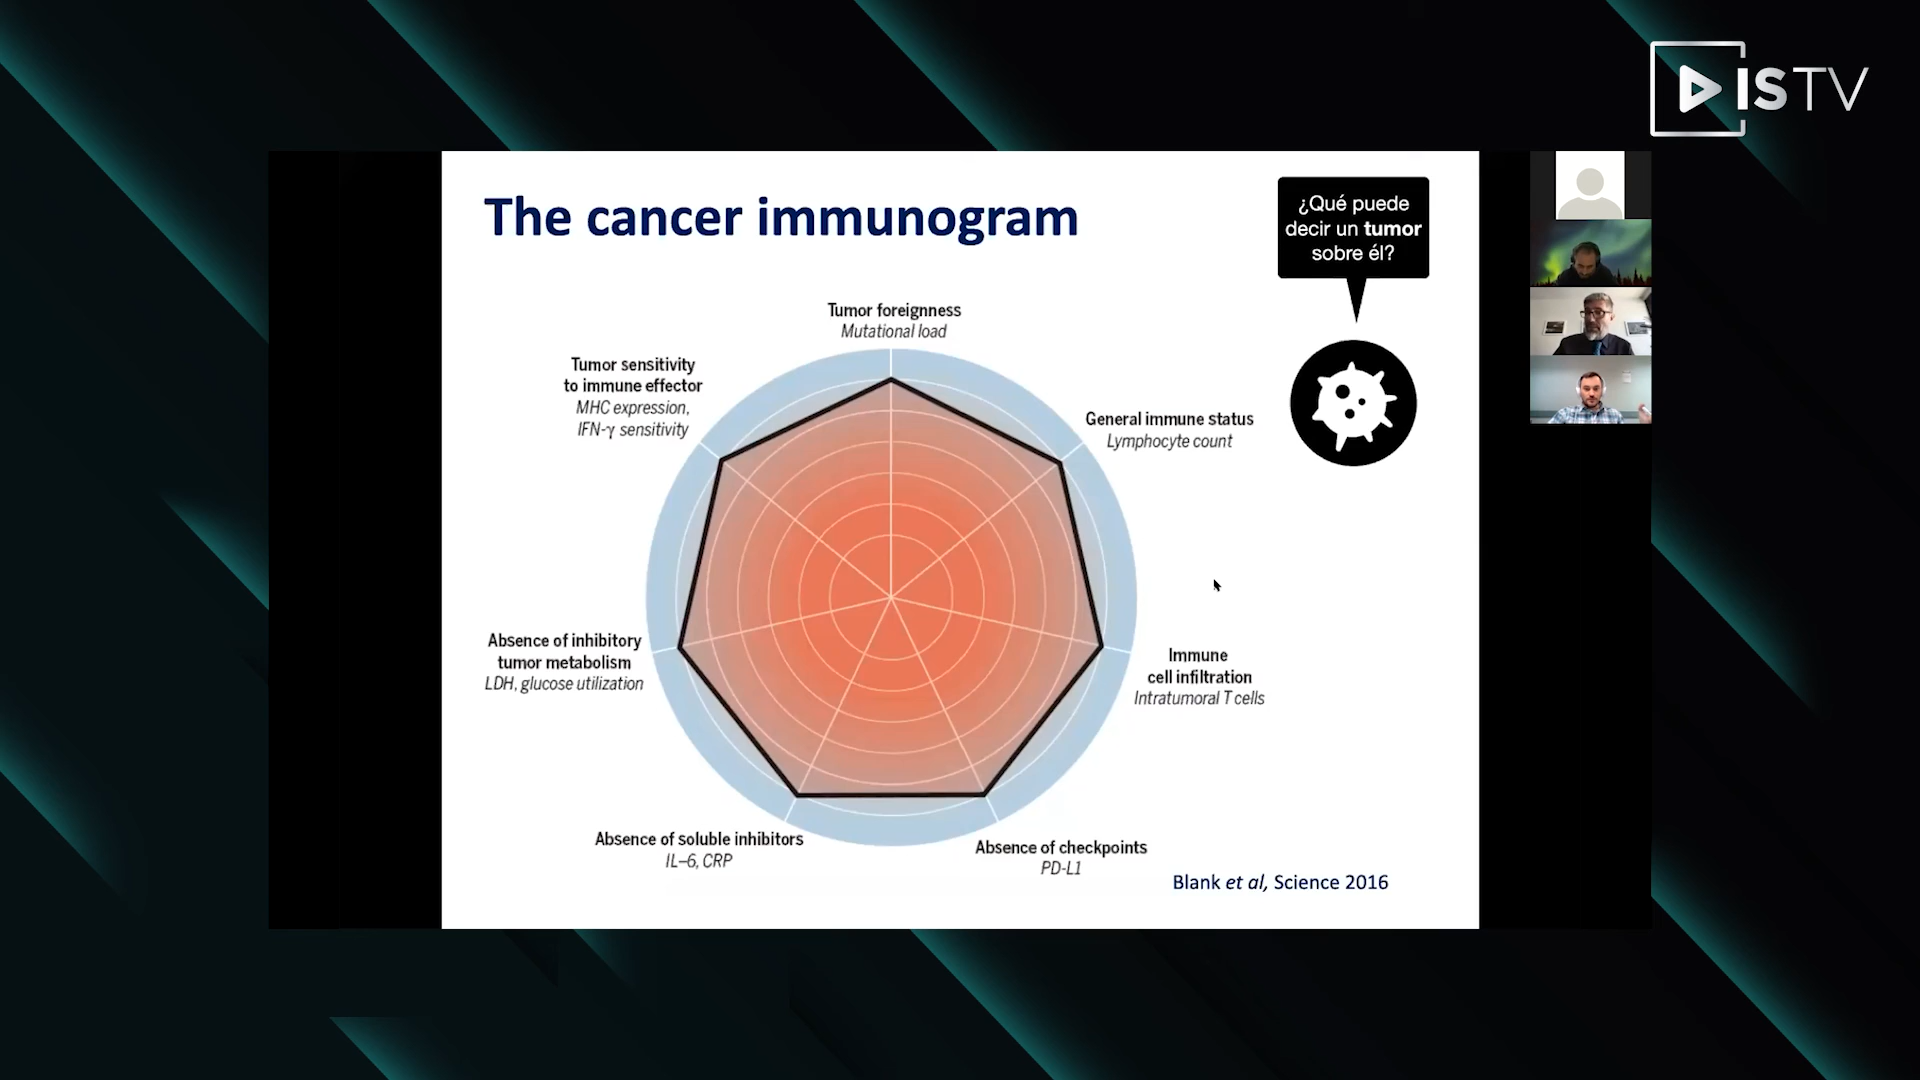 ISTV
The cancer immunogram
¿Qué puede
decir un tumor
sobre él?
Tumor foreignness
Mutational load
Tumor sensitivity
to immune effector
MHC expression,
IFN-γ sensitivity
General immune status
Lymphocyte count
Absence of inhibitory
tumor metabolism
LDH, glucose utilization
Immune
cell infiltration
Intratumoral T cells
Absence of soluble inhibitors
IL–6, CRP
Absence of checkpoints
PD-L1
Blank et al, Science 2016